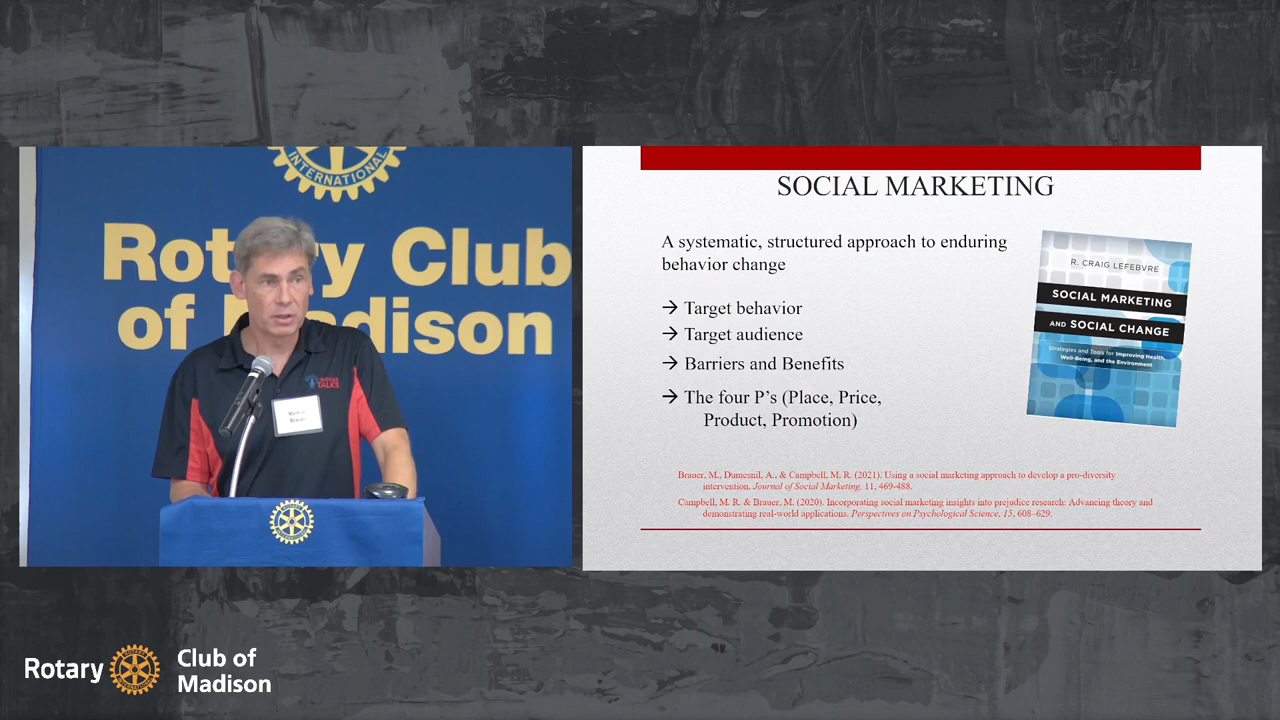 INTERNATIONAL
Rotary Club
of Madison
BADGER
TALKS
Markus
Brauer
SOCIAL MARKETING
A systematic, structured approach to enduring
behavior change
→ Target behavior
→ Target audience
→ Barriers and Benefits
→ The four P's (Place, Price,
Product, Promotion)
R. CRAIG LEFEBVRE
SOCIAL MARKETING
AND SOCIAL CHANGE
Strategies and Tools for Improving Health,
Well-Being, and the Environment
Brauer, M., Dumesnil, A., & Campbell, M. R. (2021). Using a social marketing approach to develop a pro-diversity
intervention. Journal of Social Marketing, 11, 469-488.
Campbell, M. R. & Brauer, M. (2020). Incorporating social marketing insights into prejudice research: Advancing theory and
demonstrating real-world applications. Perspectives on Psychological Science, 15, 608–629.
Rotary
Club of
Madison